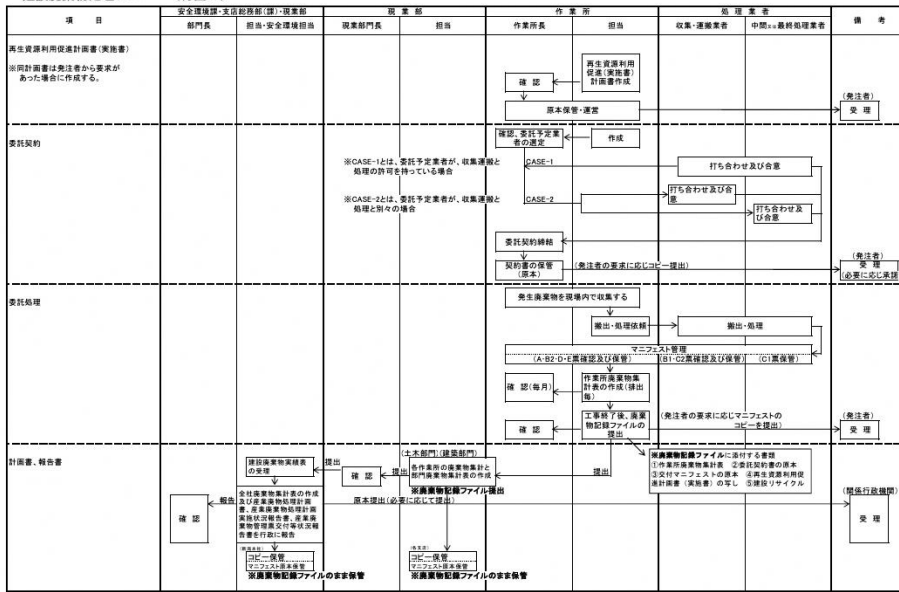 項 目
安全環境課・支店総務部(課)・現業部
現 業 部
作 業 所
処 理 業 者
備 考
部門長
担当・安全環境担当
現業部門長
担当
作業所長
担当
収集・運搬業者
中間または最終処理業者
再生資源利用促進計画書(実施書)
※同計画書は発注者から要求が
あった場合に作成する。
再生資源利用
促進(実施書)
計画書作成
確 認
原本保管・運営
(発注者)
受 理
委託契約
確認、委託予定業
者の選定
作成
※CASE-1とは、委託予定業者が、収集運搬と
処理の許可を持っている場合
CASE-1
打ち合わせ及び合意
※CASE-2とは、委託予定業者が、収集運搬と
処理と別々の場合
CASE-2
打ち合わせ及び合
意
打ち合わせ及
び合意
委託契約締結
契約書の保管
(原本)
(発注者の要求に応じコピー提出)
(発注者)
受 理
(必要に応じ承諾)
委託処理
発生廃棄物を現場内で収集する
搬出・処理依頼
搬出・処理
マニフェスト管理
(A・B2・D・E票確認及び保管)
(B1・C2票確認及び保管)
(C1票保管)
確 認(毎月)
作業所廃棄物集
計表の作成(排出
毎)
確 認
工事終了後、廃棄
物記録ファイルの
提出
(発注者の要求に応じマニフェストの
コピーを提出)
(発注者)
受 理
計画書、報告書
建設廃棄物実績表
の受理
提出
確 認
提出
(土木部門)(建築部門)
各作業所の廃棄物集計と
部門廃棄物集計表の作成
提出
※廃棄物記録ファイル提出
※廃棄物記録ファイルに添付する書類
①作業所廃棄物集計表 ②委託契約書の原本
③交付マニフェストの原本 ④再生資源利用促
進計画書(実施書)の写し ⑤建設リサイクル
確 認
報告
全社廃棄物集計表の作成
及び産業廃棄物処理計画
書、産業廃棄物処理計画
実施状況報告書、産業廃
棄物管理票交付等状況報
告書を行政に報告
原本提出(必要に応じて提出)
(関係行政機関)
受 理
コピー保管
マニフェスト原本保管
※廃棄物記録ファイルのまま保管
(各支店)
コピー保管
マニフェスト原本保管
※廃棄物記録ファイルのまま保管